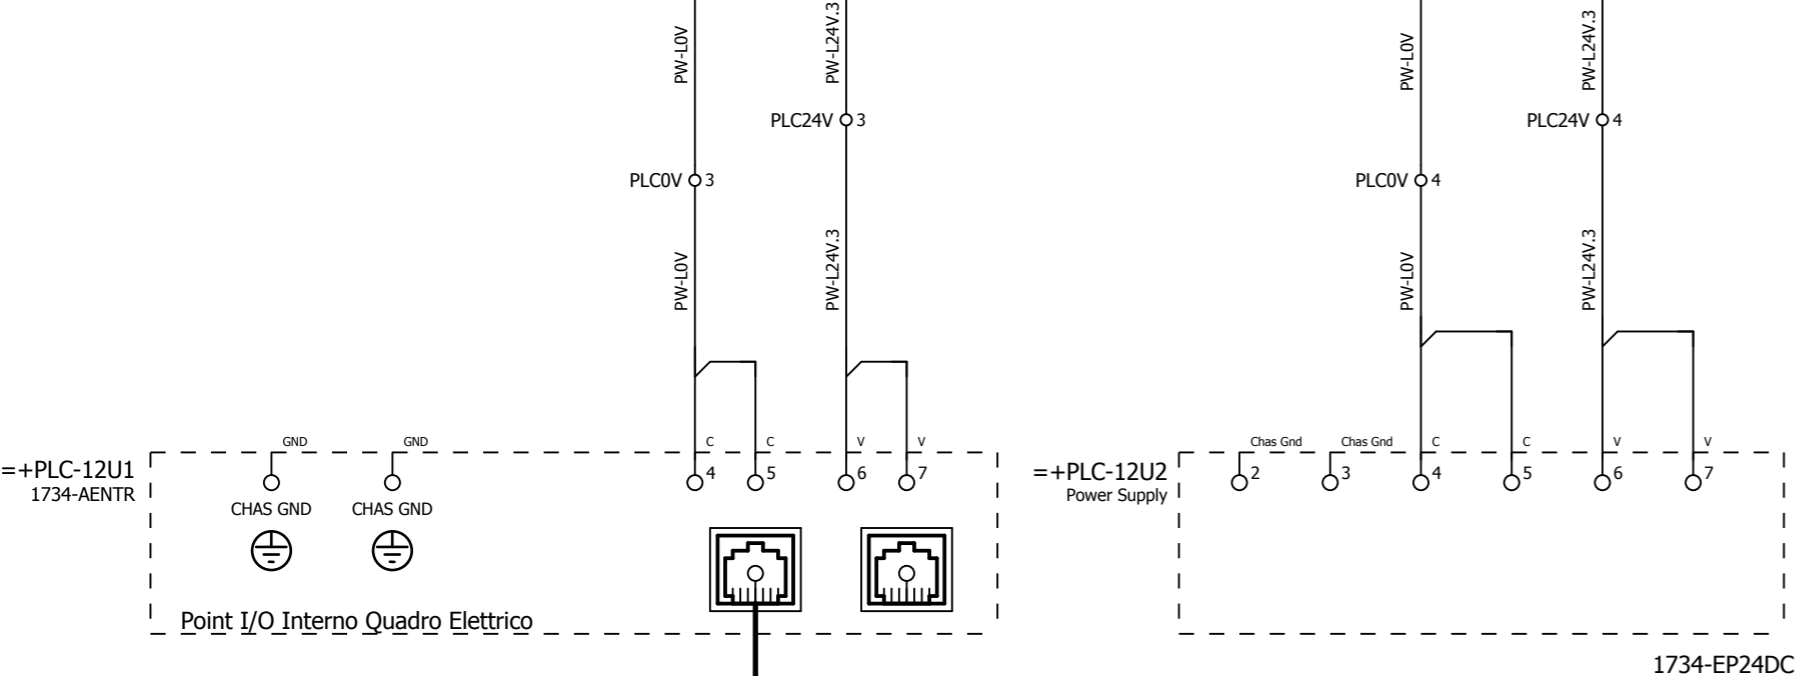 PW-L0V
PW-L24V.3
PW-L0V
PW-L24V.3
PLC24V 3
PLC24V 4
PLC0V 3
PLC0V 4
PW-L0V
PW-L24V.3
PW-L0V
PW-L24V.3
GND
GND
C
C
V
V
Chas Gnd
Chas Gnd
C
C
V
V
=+PLC-12U1
1734-AENTR
4
5
6
7
=+PLC-12U2
Power Supply
2
3
4
5
6
7
CHAS GND
CHAS GND
Point I/O Interno Quadro Elettrico
1734-EP24DC